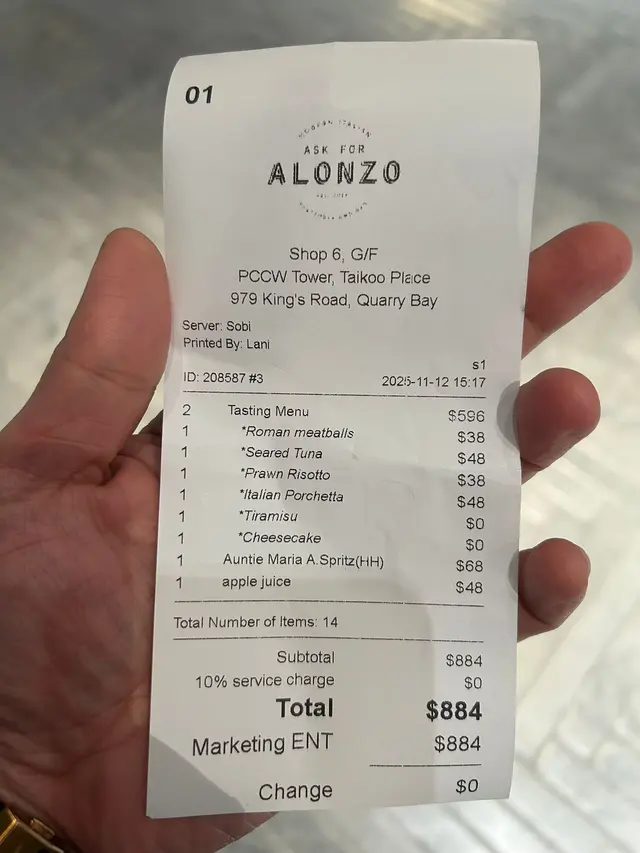 01
MODERN ITALIAN
ASK FOR
ALONZO
Shop 6, G/F
PCCW Tower, Taikoo Place
979 King's Road, Quarry Bay
Server: Sobi
Printed By: Lani
s1
ID: 208587 #3 2025-11-12 15:17
2 Tasting Menu $596
1 *Roman meatballs $38
1 *Seared Tuna $48
1 *Prawn Risotto $38
1 *Italian Porchetta $48
1 *Tiramisu $0
1 *Cheesecake $0
1 Auntie Maria A.Spritz(HH) $68
1 apple juice $48
Total Number of Items: 14
Subtotal $884
10% service charge $0
Total $884
Marketing ENT $884
Change $0